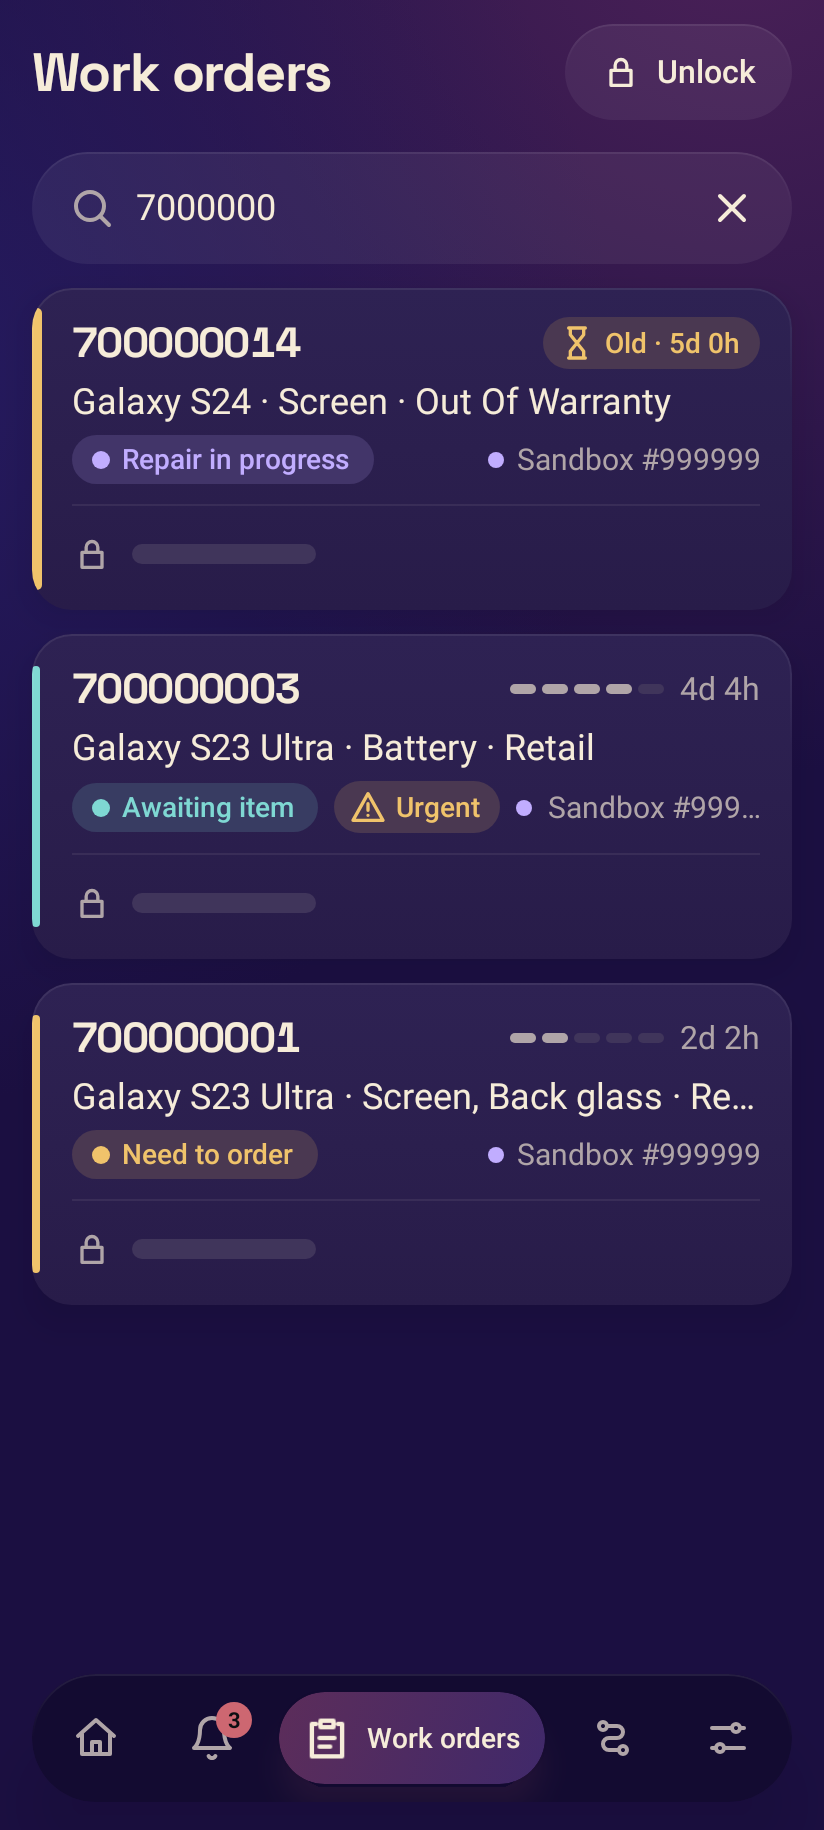 Work orders
Unlock
7000000
700000014
Old · 5d 0h
Galaxy S24 · Screen · Out Of Warranty
Repair in progress
Sandbox #999999
700000003
4d 4h
Galaxy S23 Ultra · Battery · Retail
Awaiting item
Urgent
Sandbox #999...
700000001
2d 2h
Galaxy S23 Ultra · Screen, Back glass · Re...
Need to order
Sandbox #999999
3
Work orders